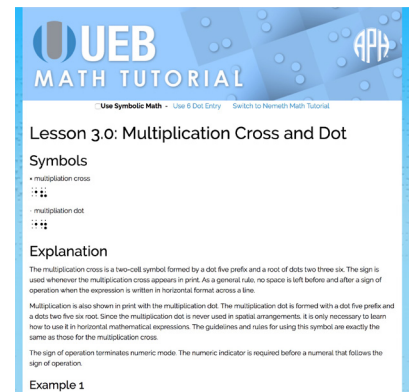 UEB
APH
MATH TUTORIAL
Use Symbolic Math - Use 6 Dot Entry Switch to Nemeth Math Tutorial
Lesson 3.0: Multiplication Cross and Dot
Symbols
× multipliation cross
⠐⠦
· multipliation dot
⠐⠲
Explanation
The multiplication cross is a two-cell symbol formed by a dot five prefix and a root of dots two three six. The sign is
used whenever the multiplication cross appears in print. As a general rule, no space is left before and after a sign of
operation when the expression is written in horizontal format across a line.
Multiplication is also shown in print with the multiplication dot. The multiplication dot is formed with a dot five prefix and
a dots two five six root. Since the multiplication dot is never used in spatial arrangements, it is only necessary to learn
how to use it in horizontal mathematical expressions. The guidelines and rules for using this symbol are exactly the
same as those for the multiplication cross.
The sign of operation terminates numeric mode. The numeric indicator is required before a numeral that follows the
sign of operation.
Example 1